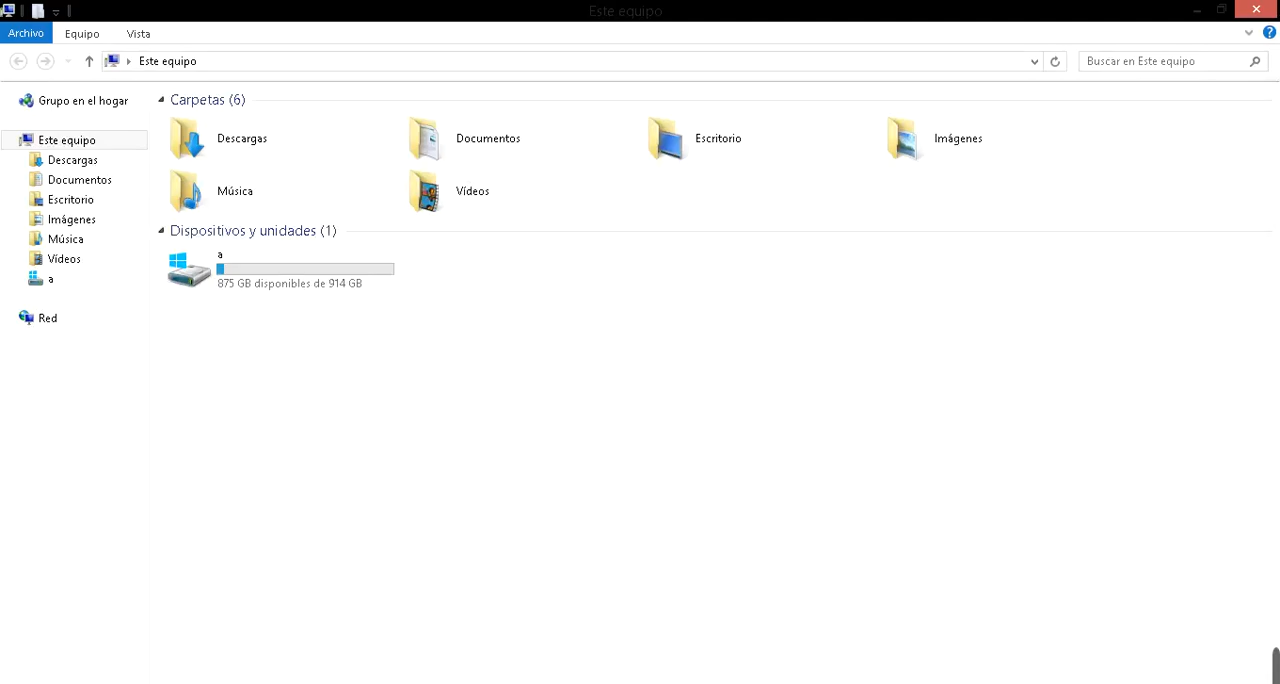 Este equipo
Archivo Equipo Vista
Este equipo Buscar en Este equipo
Grupo en el hogar
Este equipo
Descargas
Documentos
Escritorio
Imágenes
Música
Vídeos
a
Red
Carpetas (6)
Descargas Documentos Escritorio Imágenes
Música Vídeos
Dispositivos y unidades (1)
a
875 GB disponibles de 914 GB